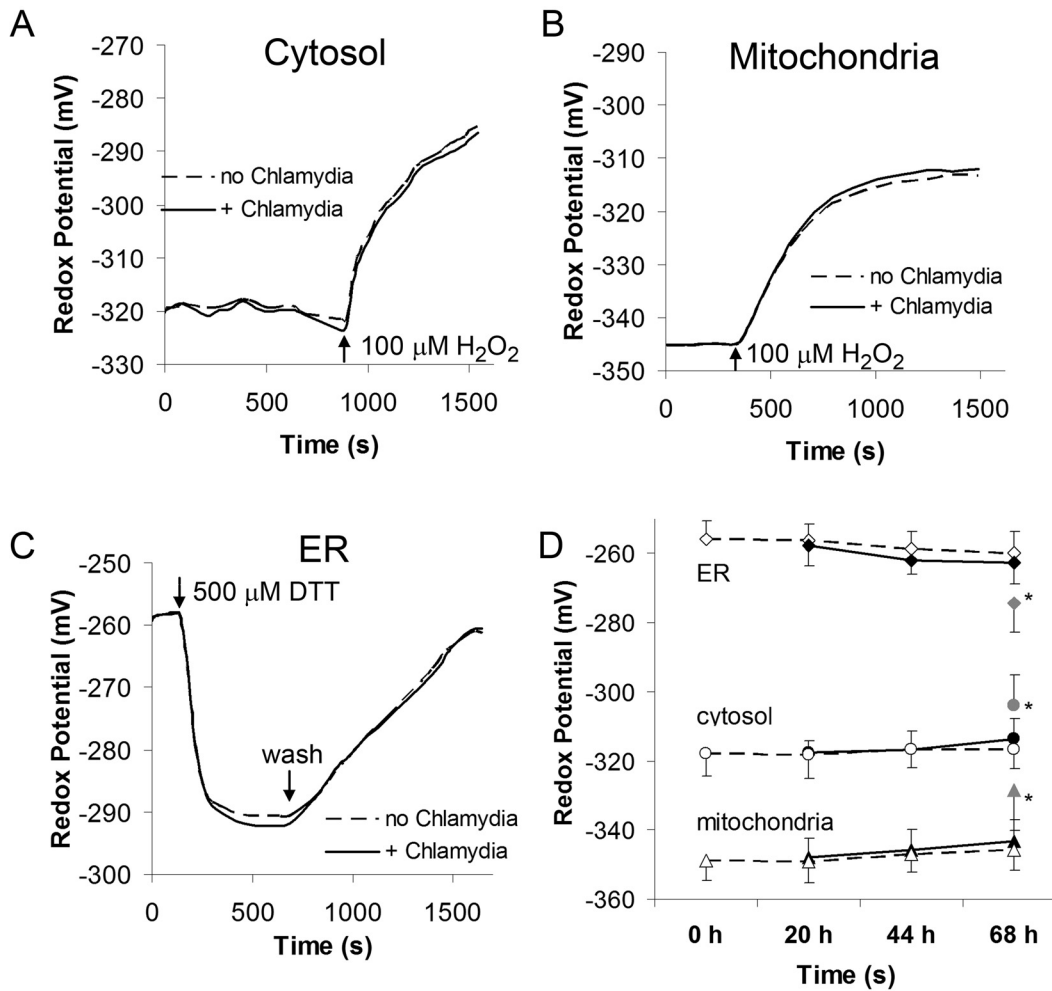 A
Cytosol
Redox Potential (mV)
-270
-280
-290
-300
-310
-320
-330
no Chlamydia
+ Chlamydia
100 μM H₂O₂
0
500
1000
1500
Time (s)
B
Mitochondria
Redox Potential (mV)
-290
-300
-310
-320
-330
-340
-350
no Chlamydia
+ Chlamydia
100 μM H₂O₂
0
500
1000
1500
Time (s)
C
ER
Redox Potential (mV)
-250
-260
-270
-280
-290
-300
500 μM DTT
wash
no Chlamydia
+ Chlamydia
0
500
1000
1500
Time (s)
D
Redox Potential (mV)
-260
-280
-300
-320
-340
-360
ER
*
cytosol
*
mitochondria
*
0 h
20 h
44 h
68 h
Time (s)